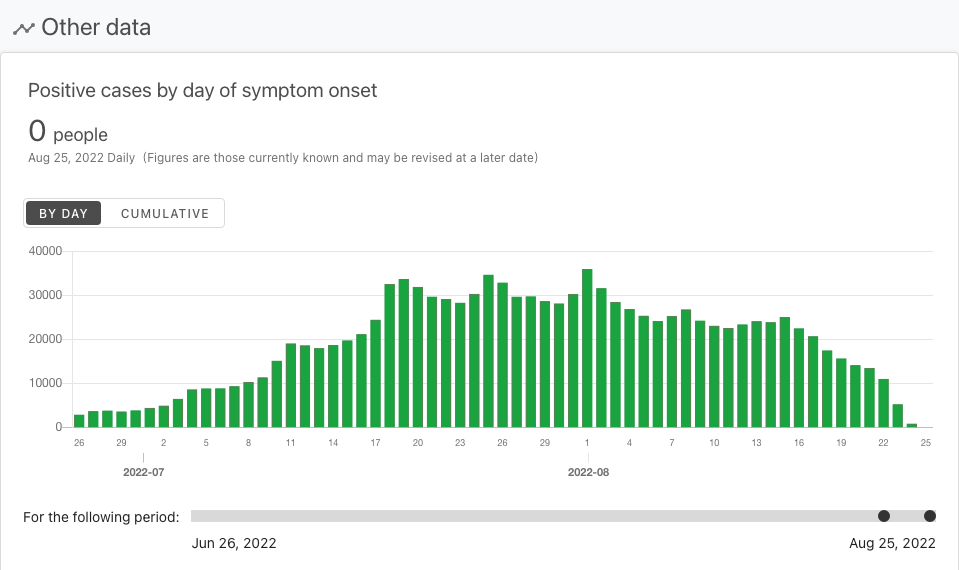 Other data
Positive cases by day of symptom onset
0 people
Aug 25, 2022 Daily (Figures are those currently known and may be revised at a later date)
BY DAY CUMULATIVE
40000
30000
20000
10000
0
26 29 2 5 8 11 14 17 20 23 26 29 1 4 7 10 13 16 19 22 25
2022-07 2022-08
For the following period:
Jun 26, 2022 Aug 25, 2022